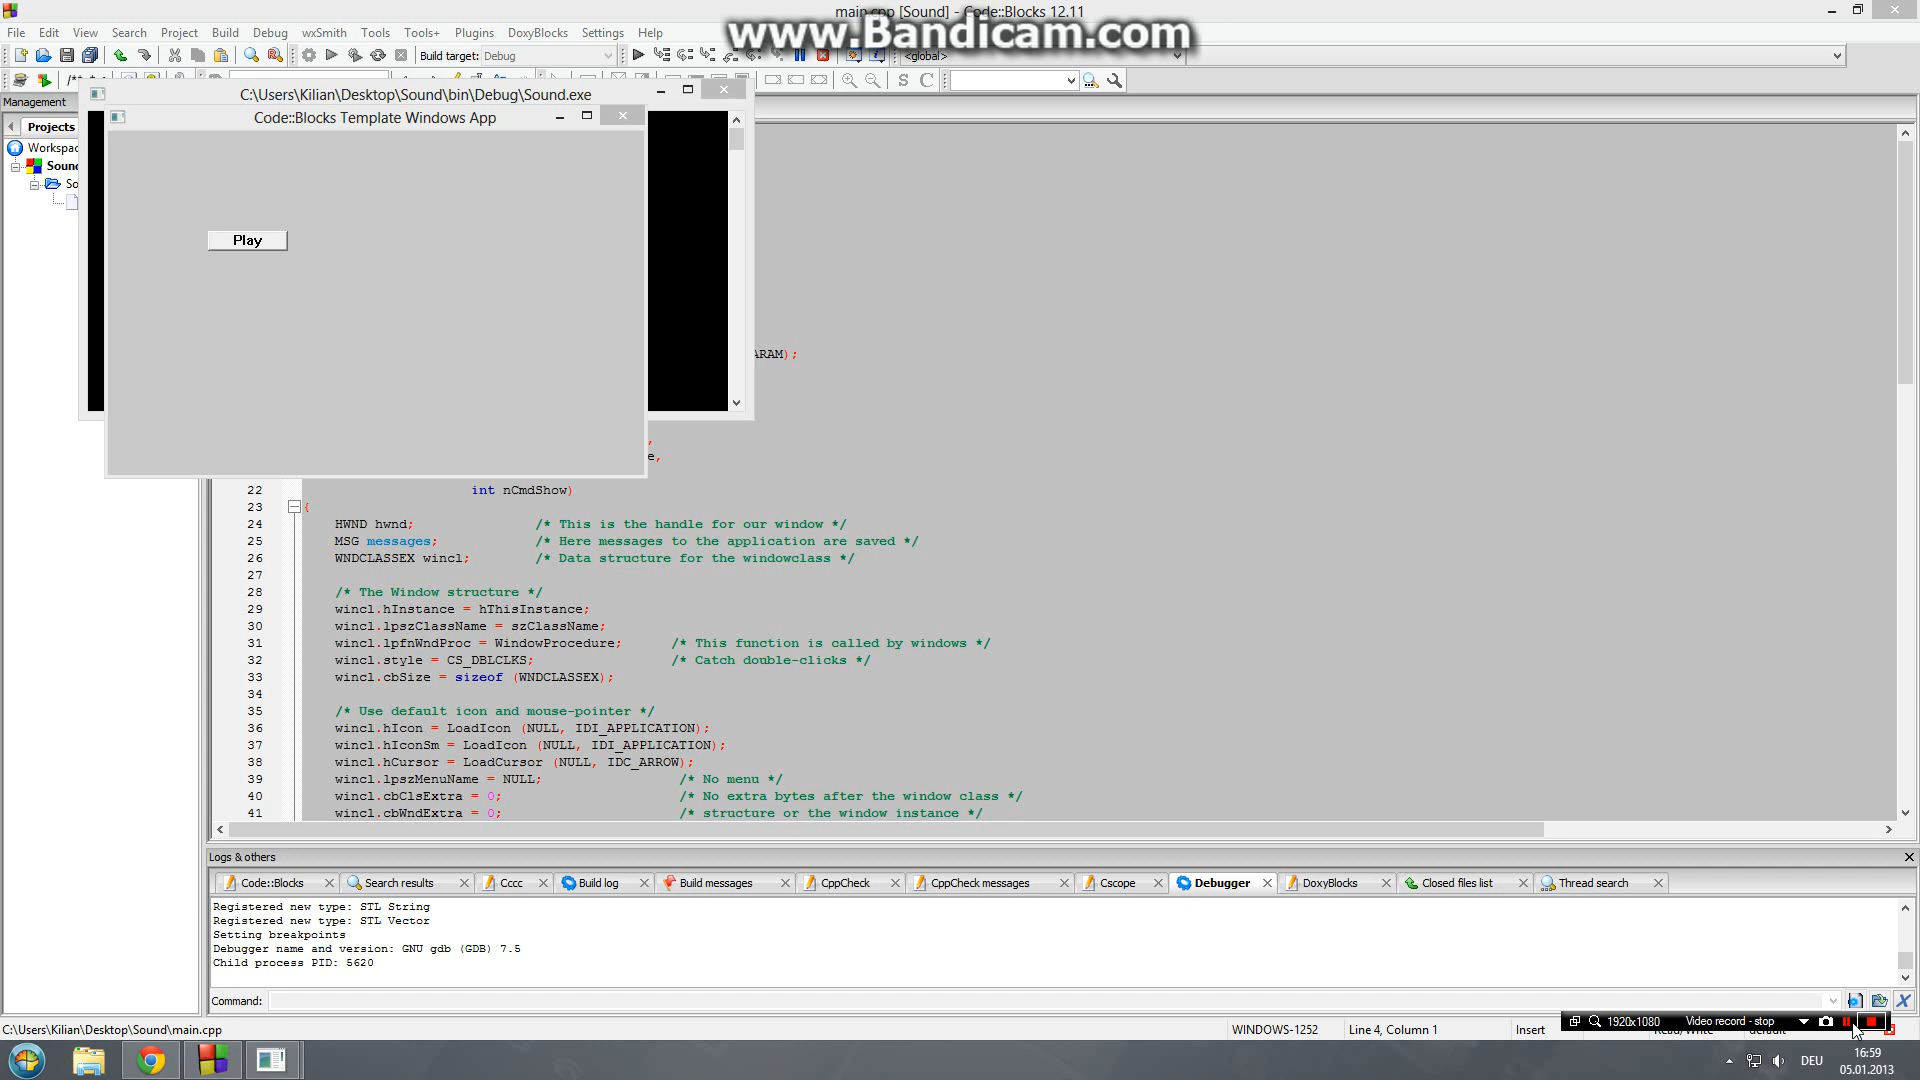 main.cpp [Sound] - Code::Blocks 12.11
www.Bandicam.com
File Edit View Search Project Build Debug wxSmith Tools Tools+ Plugins DoxyBlocks Settings Help
Build target: Debug
<global>
Management
C:\Users\Kilian\Desktop\Sound\bin\Debug\Sound.exe
Code::Blocks Template Windows App
Projects
Workspac
Sound
So
Play
ARAM);
,
e,
22 int nCmdShow)
23 {
24 HWND hwnd; /* This is the handle for our window */
25 MSG messages; /* Here messages to the application are saved */
26 WNDCLASSEX wincl; /* Data structure for the windowclass */
27
28 /* The Window structure */
29 wincl.hInstance = hThisInstance;
30 wincl.lpszClassName = szClassName;
31 wincl.lpfnWndProc = WindowProcedure; /* This function is called by windows */
32 wincl.style = CS_DBLCLKS; /* Catch double-clicks */
33 wincl.cbSize = sizeof (WNDCLASSEX);
34
35 /* Use default icon and mouse-pointer */
36 wincl.hIcon = LoadIcon (NULL, IDI_APPLICATION);
37 wincl.hIconSm = LoadIcon (NULL, IDI_APPLICATION);
38 wincl.hCursor = LoadCursor (NULL, IDC_ARROW);
39 wincl.lpszMenuName = NULL; /* No menu */
40 wincl.cbClsExtra = 0; /* No extra bytes after the window class */
41 wincl.cbWndExtra = 0; /* structure or the window instance */
Logs & others
Code::Blocks Search results Cccc Build log Build messages CppCheck CppCheck messages Cscope Debugger DoxyBlocks Closed files list Thread search
Registered new type: STL String
Registered new type: STL Vector
Setting breakpoints
Debugger name and version: GNU gdb (GDB) 7.5
Child process PID: 5620
Command:
1920x1080 Video record - stop
C:\Users\Kilian\Desktop\Sound\main.cpp WINDOWS-1252 Line 4, Column 1 Insert
DEU
16:59
05.01.2013